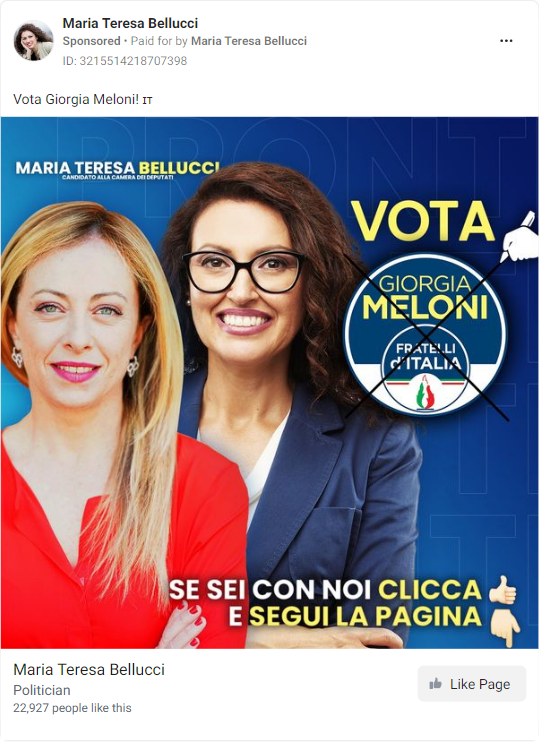 Maria Teresa Bellucci
Sponsored • Paid for by Maria Teresa Bellucci
ID: 3215514218707398
Vota Giorgia Meloni! IT
FRONT
MARIA TERESA BELLUCCI
CANDIDATO ALLA CAMERA DEI DEPUTATI
VOTA
GIORGIA
MELONI
FRATELLI
d'ITALIA
SE SEI CON NOI CLICCA
E SEGUI LA PAGINA
Maria Teresa Bellucci
Politician
22,927 people like this
Like Page